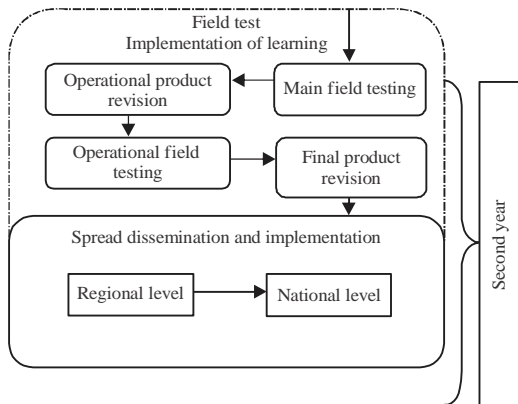 Field test
Implementation of learning
Operational product
revision
Main field testing
Operational field
testing
Final product
revision
Spread dissemination and implementation
Regional level
National level
Second year